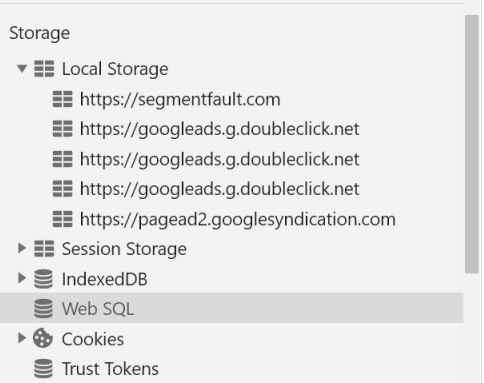 Storage
Local Storage
https://segmentfault.com
https://googleads.g.doubleclick.net
https://googleads.g.doubleclick.net
https://googleads.g.doubleclick.net
https://pagead2.googlesyndication.com
Session Storage
IndexedDB
Web SQL
Cookies
Trust Tokens